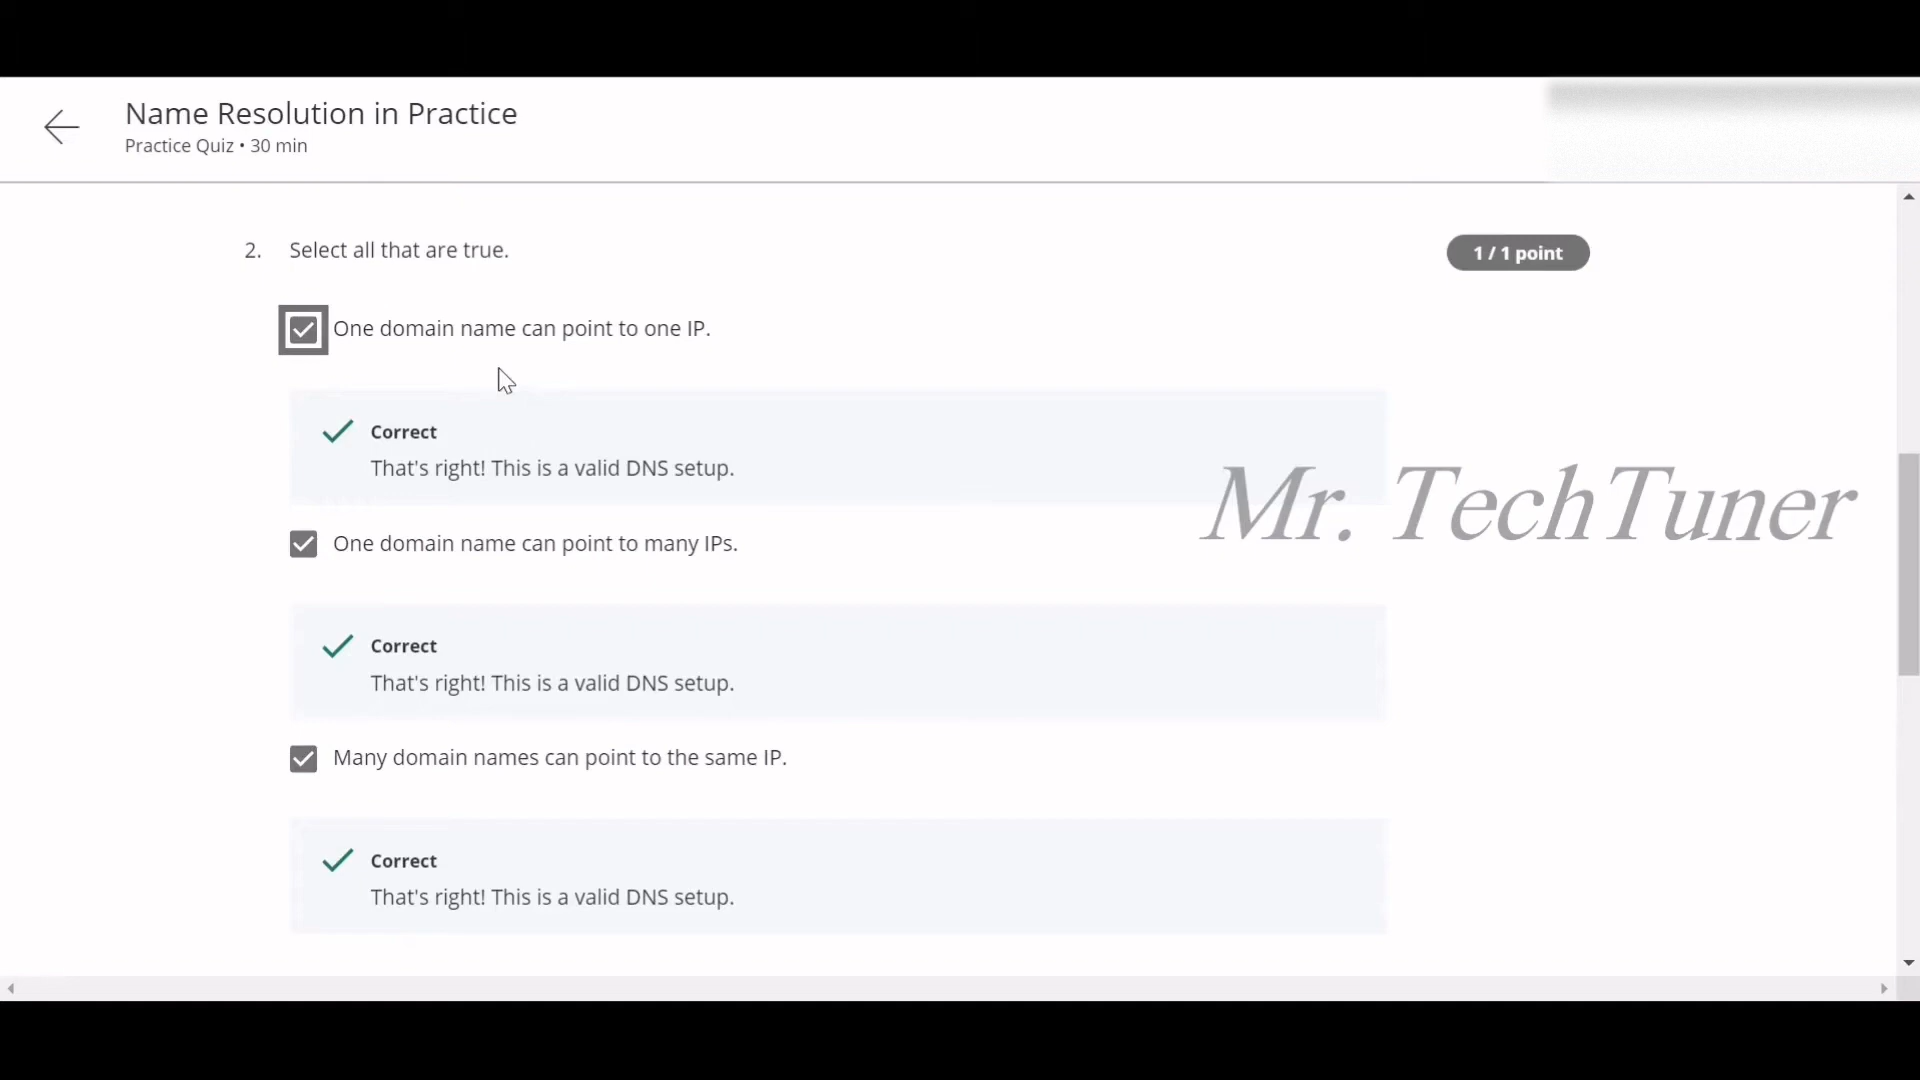 Name Resolution in Practice
Practice Quiz • 30 min
2. Select all that are true.
1 / 1 point
One domain name can point to one IP.
Correct
That's right! This is a valid DNS setup.
Mr. TechTuner
One domain name can point to many IPs.
Correct
That's right! This is a valid DNS setup.
Many domain names can point to the same IP.
Correct
That's right! This is a valid DNS setup.